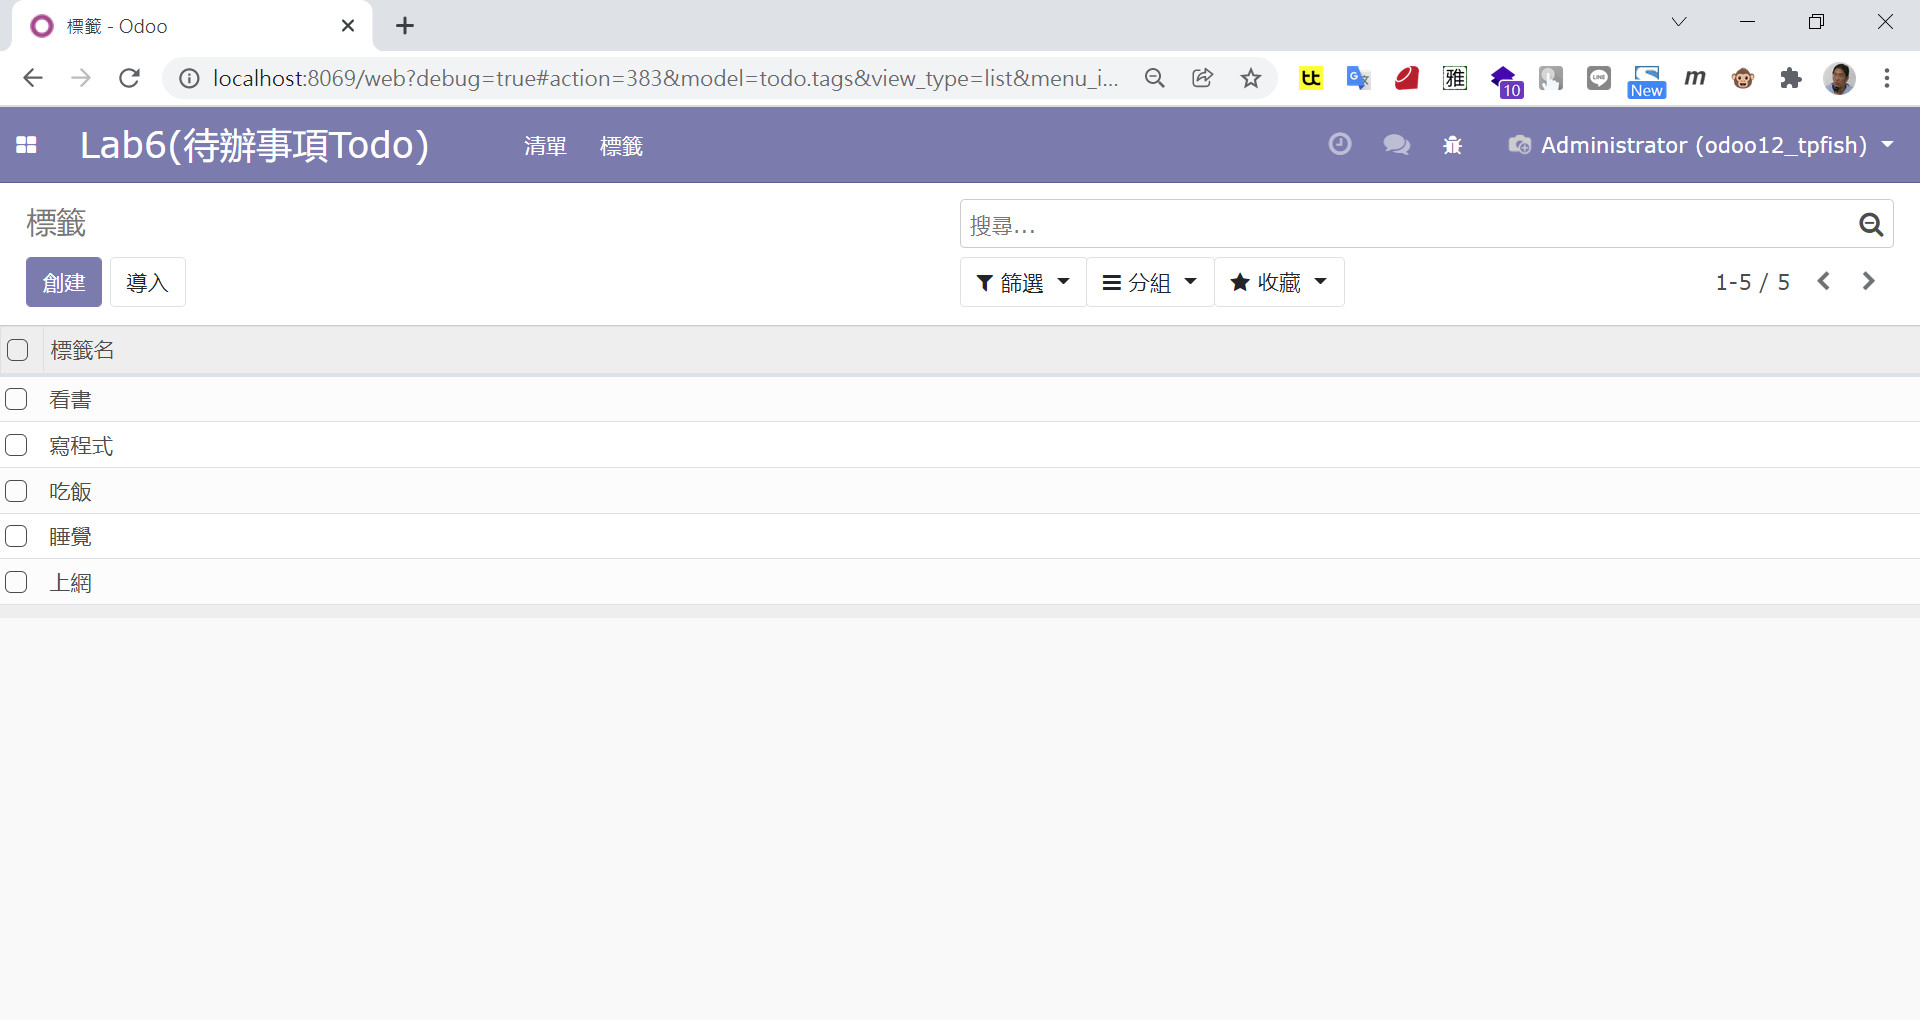 標籤 - Odoo
localhost:8069/web?debug=true#action=383&model=todo.tags&view_type=list&menu_i...
tt
G
雅
10
LINE
New
m
Lab6(待辦事項Todo)
清單
標籤
Administrator (odoo12_tpfish)
標籤
搜尋...
創建
導入
篩選
分組
收藏
1-5 / 5
標籤名
看書
寫程式
吃飯
睡覺
上網